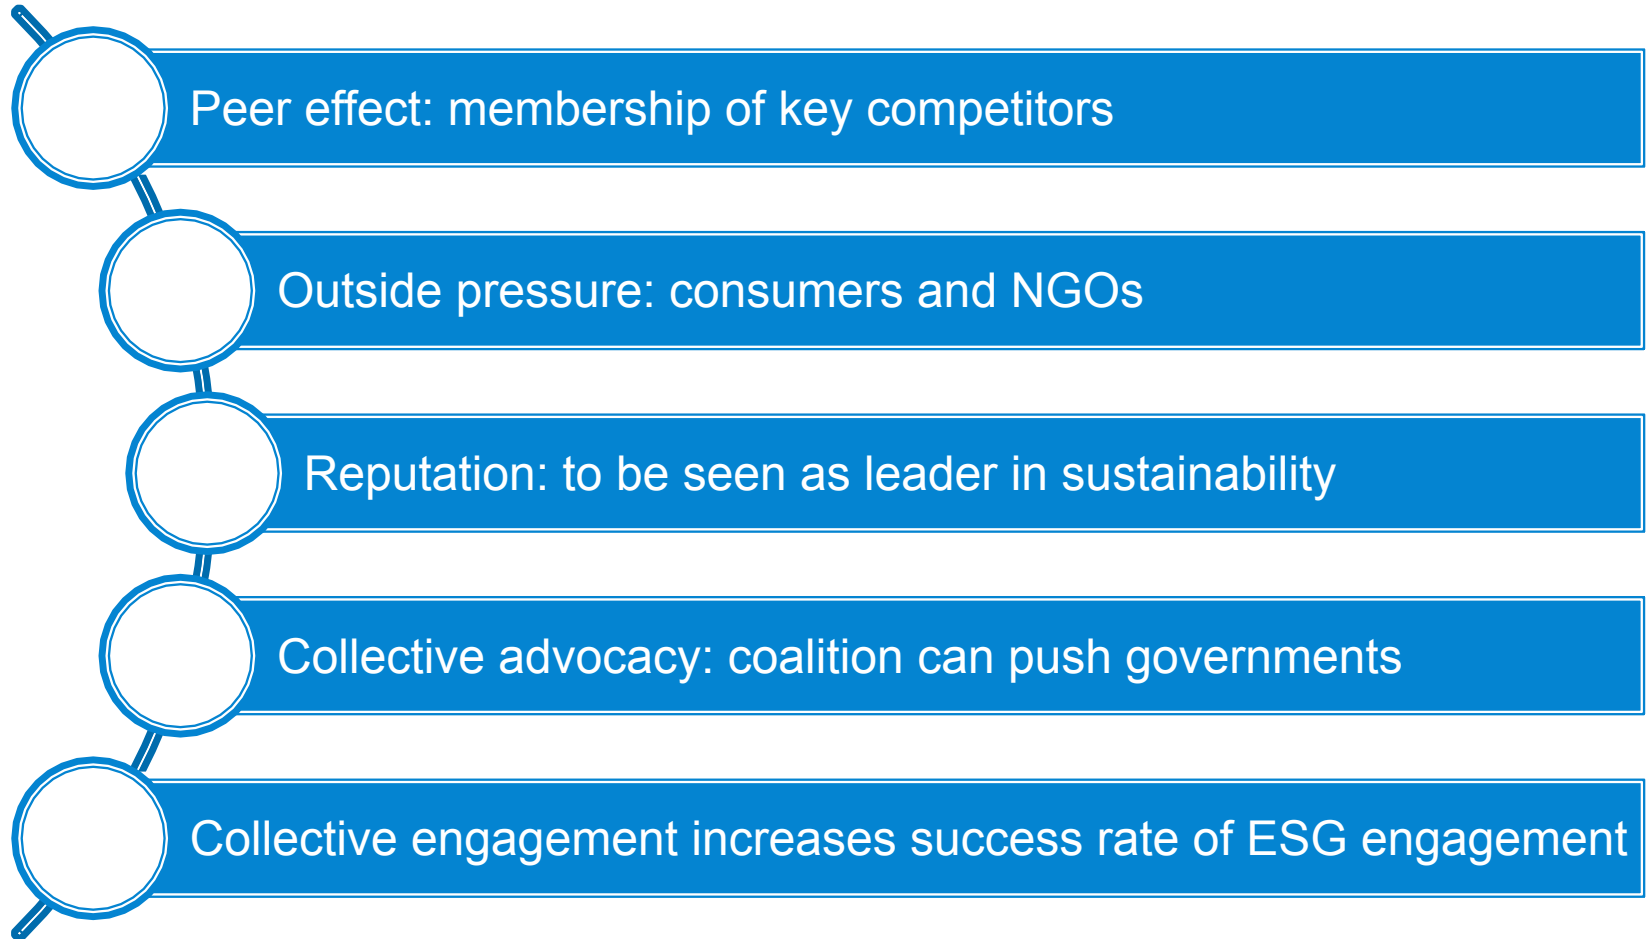 Peer effect: membership of key competitors
Outside pressure: consumers and NGOs
Reputation: to be seen as leader in sustainability
Collective advocacy: coalition can push governments
Collective engagement increases success rate of ESG engagement